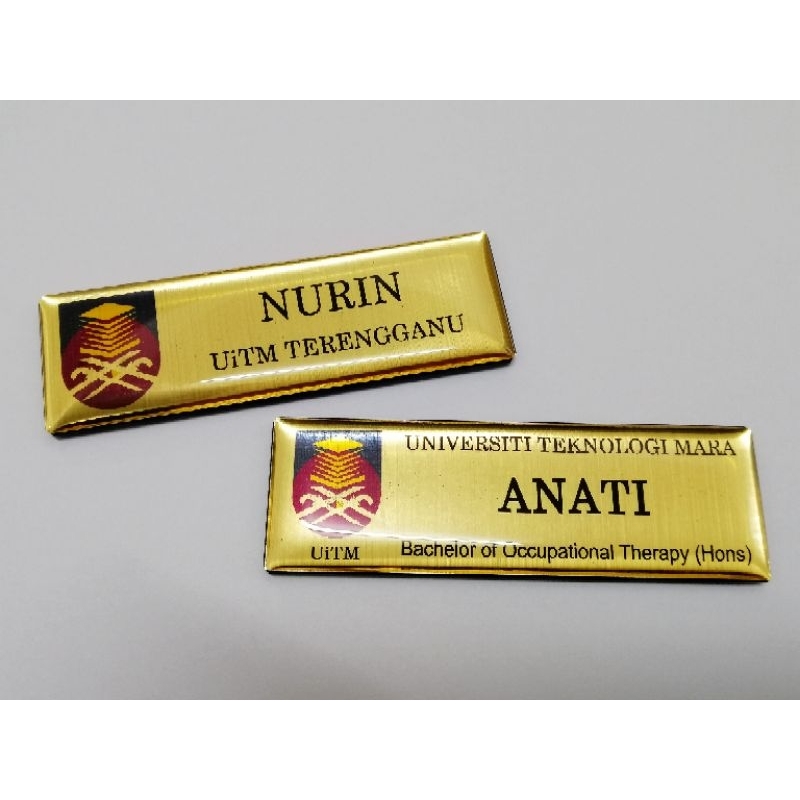 NURIN
UiTM TERENGGANU
UNIVERSITI TEKNOLOGI MARA
ANATI
UiTM
Bachelor of Occupational Therapy (Hons)